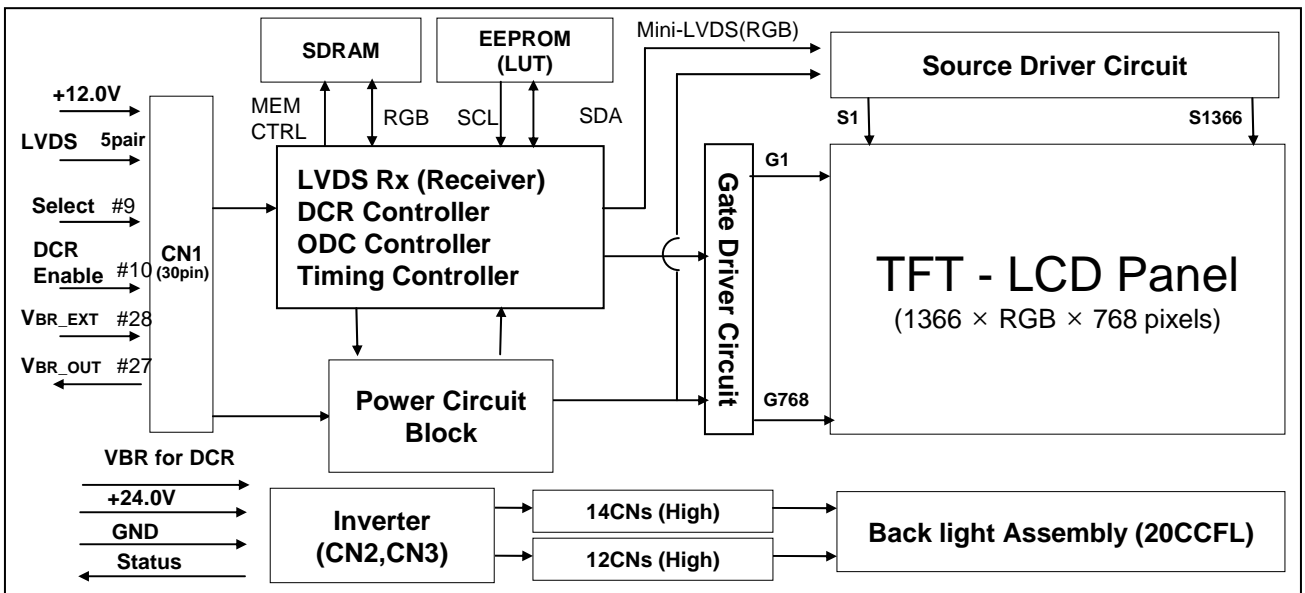 SDRAM
EEPROM
(LUT)
Mini-LVDS(RGB)
Source Driver Circuit
+12.0V
LVDS 5pair
Select #9
DCR
Enable #10
VBR_EXT #28
VBR_OUT #27
CN1
(30pin)
MEM
CTRL
RGB
SCL
SDA
S1
S1366
LVDS Rx (Receiver)
DCR Controller
ODC Controller
Timing Controller
Gate Driver Circuit
G1
G768
TFT - LCD Panel
(1366 × RGB × 768 pixels)
Power Circuit
Block
VBR for DCR
+24.0V
GND
Status
Inverter
(CN2,CN3)
14CNs (High)
12CNs (High)
Back light Assembly (20CCFL)